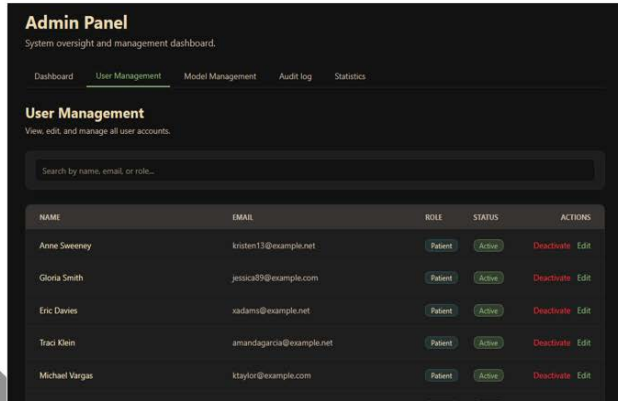 Admin Panel
System oversight and management dashboard.
Dashboard User Management Model Management Audit log Statistics
User Management
View, edit, and manage all user accounts.
Search by name, email, or role...
NAME EMAIL ROLE STATUS ACTIONS
Anne Sweeney kristen13@example.net Patient Active Deactivate Edit
Gloria Smith jessica89@example.com Patient Active Deactivate Edit
Eric Davies xadams@example.net Patient Active Deactivate Edit
Traci Klein amandagarcia@example.net Patient Active Deactivate Edit
Michael Vargas ktaylor@example.com Patient Active Deactivate Edit